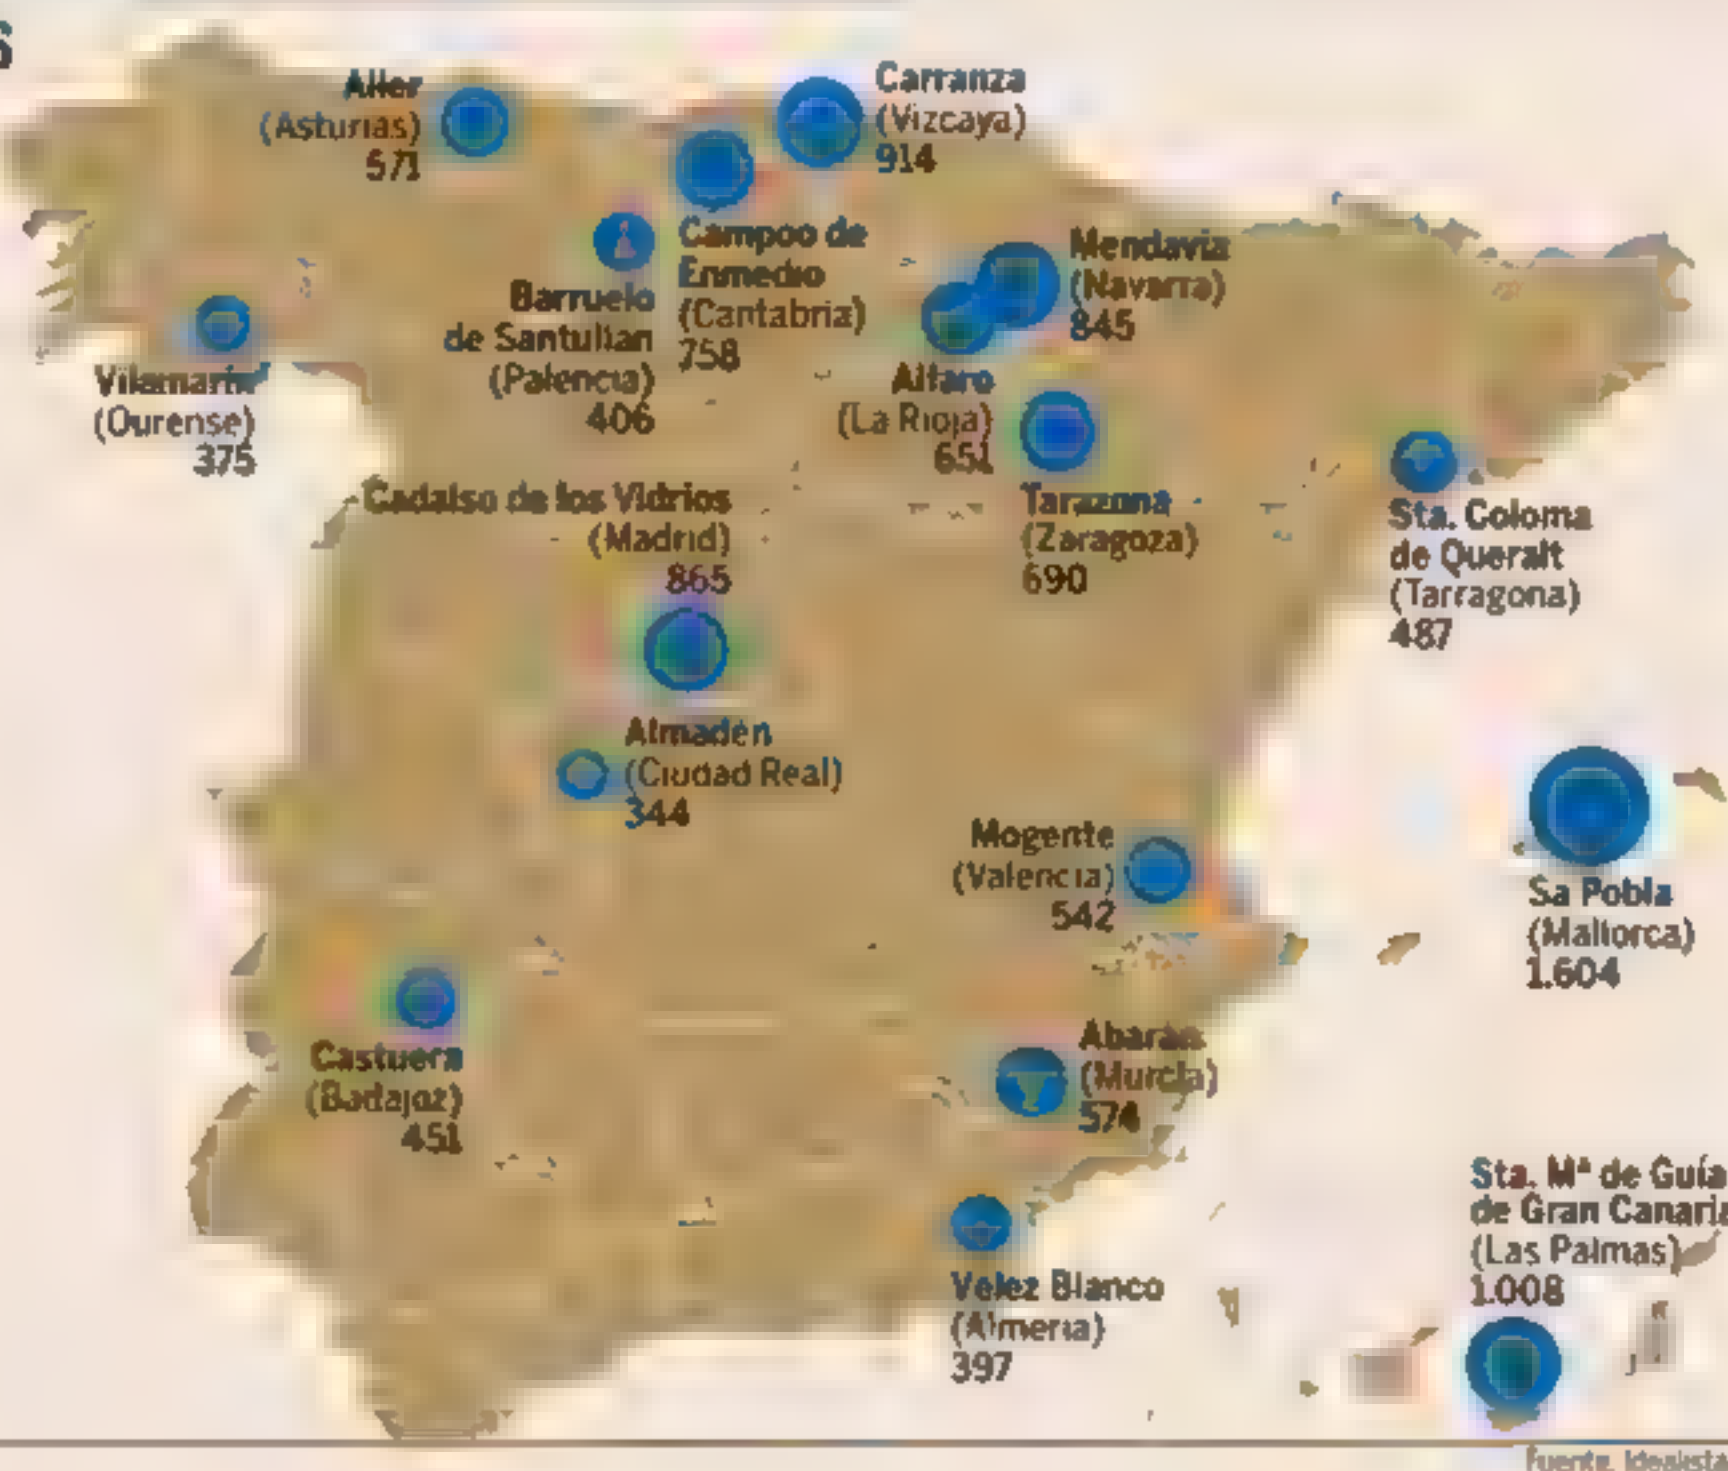 S
Aller
(Asturias)
571
Carranza
(Vizcaya)
914
Campoo de
Enmedio
(Cantabria)
758
Barruelo
de Santullan
(Palencia)
406
Mendavia
(Navarra)
845
Alfaro
(La Rioja)
651
Vilamarín
(Ourense)
375
Cadalso de los Vidrios
(Madrid)
865
Tarazona
(Zaragoza)
690
Sta. Coloma
de Queralt
(Tarragona)
487
Almadén
(Ciudad Real)
344
Mogente
(Valencia)
542
Sa Pobla
(Mallorca)
1.604
Castuera
(Badajoz)
451
Abarán
(Murcia)
574
Sta. Mª de Guía
de Gran Canaria
(Las Palmas)
1.008
Velez Blanco
(Almería)
397
Fuente. Idealista